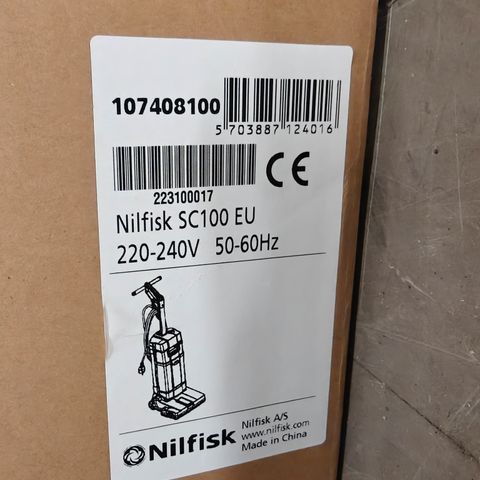 107408100
5 703887 124016
CE
223100017
Nilfisk SC100 EU
220-240V 50-60Hz
Nilfisk
Nilfisk A/S
www.nilfisk.com
Made in China